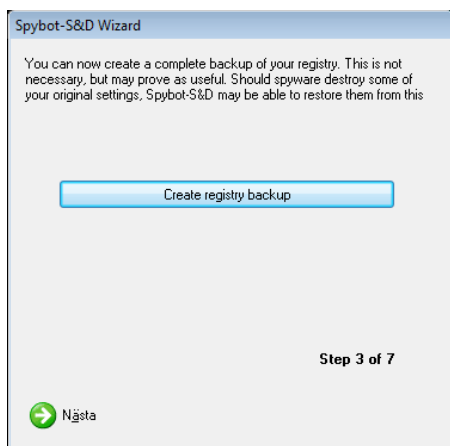 Spybot-S&D Wizard
You can now create a complete backup of your registry. This is not
necessary, but may prove as useful. Should spyware destroy some of
your original settings, Spybot-S&D may be able to restore them from this
Create registry backup
Step 3 of 7
Nästa